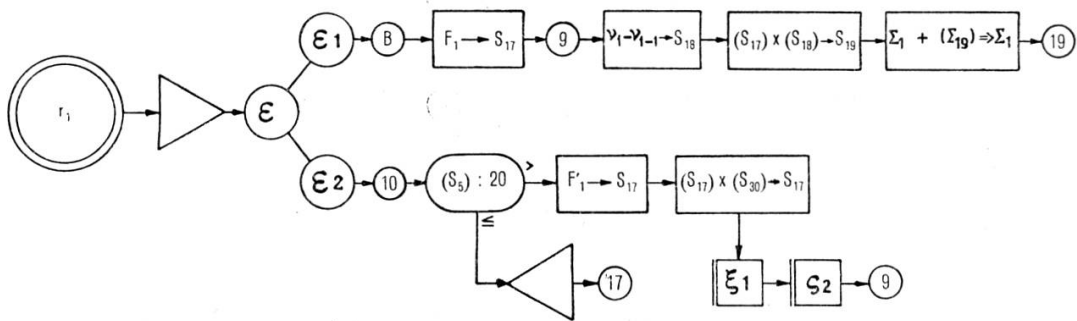 r₁
ε
ε1
B
F₁ → S₁₇
9
ν₁-ν₁₋₁→S₁₈
(S₁₇) x (S₁₈)→S₁₉
Σ₁ + (Σ₁₉)⇒Σ₁
19
ε2
10
(S₅) : 20
>
≤
F'₁ → S₁₇
(S₁₇) x (S₃₀)→S₁₇
17
ξ1
ς2
9